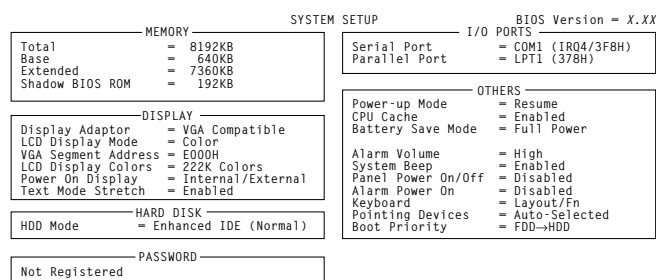 SYSTEM SETUP BIOS Version = X.XX
MEMORY
Total = 8192KB
Base = 640KB
Extended = 7360KB
Shadow BIOS ROM = 192KB
DISPLAY
Display Adaptor = VGA Compatible
LCD Display Mode = Color
VGA Segment Address = E000H
LCD Display Colors = 222K Colors
Power On Display = Internal/External
Text Mode Stretch = Enabled
HARD DISK
HDD Mode = Enhanced IDE (Normal)
PASSWORD
Not Registered
I/O PORTS
Serial Port = COM1 (IRQ4/3F8H)
Parallel Port = LPT1 (378H)
OTHERS
Power-up Mode = Resume
CPU Cache = Enabled
Battery Save Mode = Full Power
Alarm Volume = High
System Beep = Enabled
Panel Power On/Off = Disabled
Alarm Power On = Disabled
Keyboard = Layout/Fn
Pointing Devices = Auto-Selected
Boot Priority = FDD→HDD